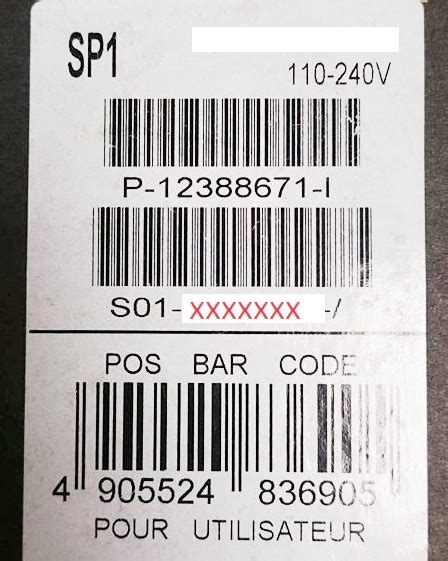 SP1
110-240V
P-12388671-I
S01-XXXXXXX-/
POS BAR CODE
4 905524 836905
POUR UTILISATEUR